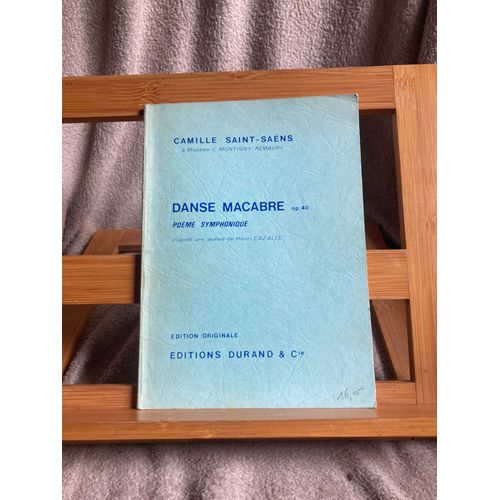 CAMILLE SAINT-SAËNS
à Madame C. MONTIGNY-REMAURY
DANSE MACABRE op. 40
POÈME SYMPHONIQUE
d'après une poésie de Henri CAZALIS
EDITION ORIGINALE
EDITIONS DURAND & Cie